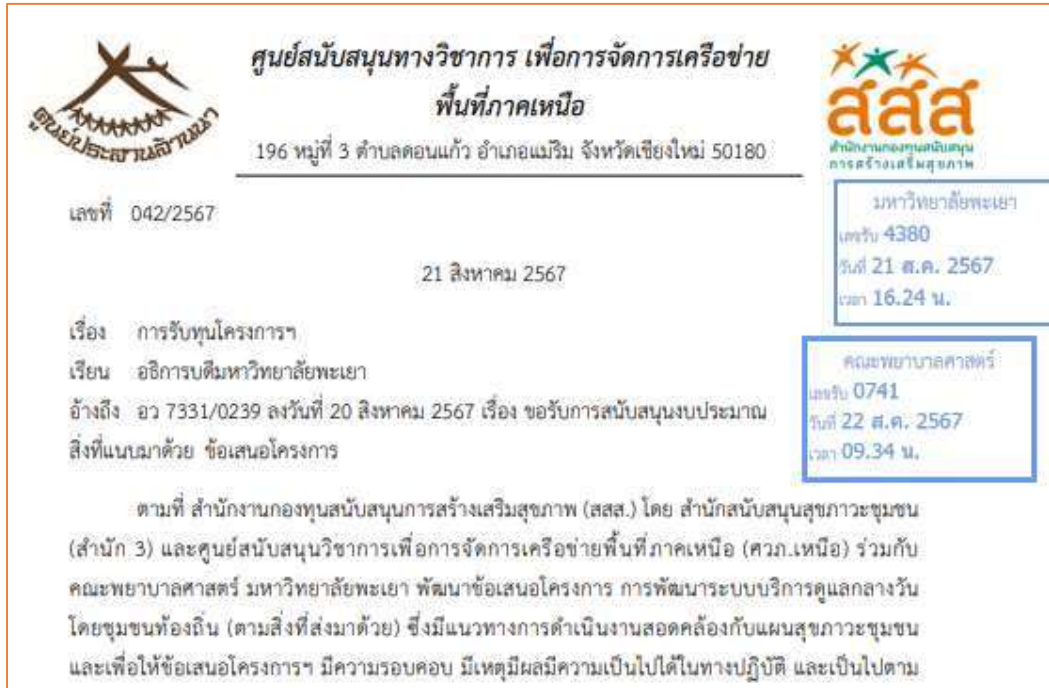 ศูนย์สนับสนุนทางวิชาการ เพื่อการจัดการเครือข่าย
พื้นที่ภาคเหนือ
196 หมู่ที่ 3 ตำบลดอนแก้ว อำเภอแม่ริม จังหวัดเชียงใหม่ 50180
ศูนย์ประสานล้านนา
สสส
สำนักงานกองทุนสนับสนุน
การสร้างเสริมสุขภาพ
มหาวิทยาลัยพะเยา
เลขรับ 4380
วันที่ 21 ส.ค. 2567
เวลา 16.24 น.
เลขที่ 042/2567
21 สิงหาคม 2567
คณะพยาบาลศาสตร์
เลขรับ 0741
วันที่ 22 ส.ค. 2567
เวลา 09.34 น.
เรื่อง การรับทุนโครงการฯ
เรียน อธิการบดีมหาวิทยาลัยพะเยา
อ้างถึง อว 7331/0239 ลงวันที่ 20 สิงหาคม 2567 เรื่อง ขอรับการสนับสนุนงบประมาณ
สิ่งที่แนบมาด้วย ข้อเสนอโครงการ
ตามที่ สำนักงานกองทุนสนับสนุนการสร้างเสริมสุขภาพ (สสส.) โดย สำนักสนับสนุนสุขภาวะชุมชน
(สำนัก 3) และศูนย์สนับสนุนวิชาการเพื่อการจัดการเครือข่ายพื้นที่ภาคเหนือ (ศวภ.เหนือ) ร่วมกับ
คณะพยาบาลศาสตร์ มหาวิทยาลัยพะเยา พัฒนาข้อเสนอโครงการ การพัฒนาระบบบริการดูแลกลางวัน
โดยชุมชนท้องถิ่น (ตามสิ่งที่ส่งมาด้วย) ซึ่งมีแนวทางการดำเนินงานสอดคล้องกับแผนสุขภาวะชุมชน
และเพื่อให้ข้อเสนอโครงการฯ มีความรอบคอบ มีเหตุมีผลมีความเป็นไปได้ในทางปฏิบัติ และเป็นไปตาม